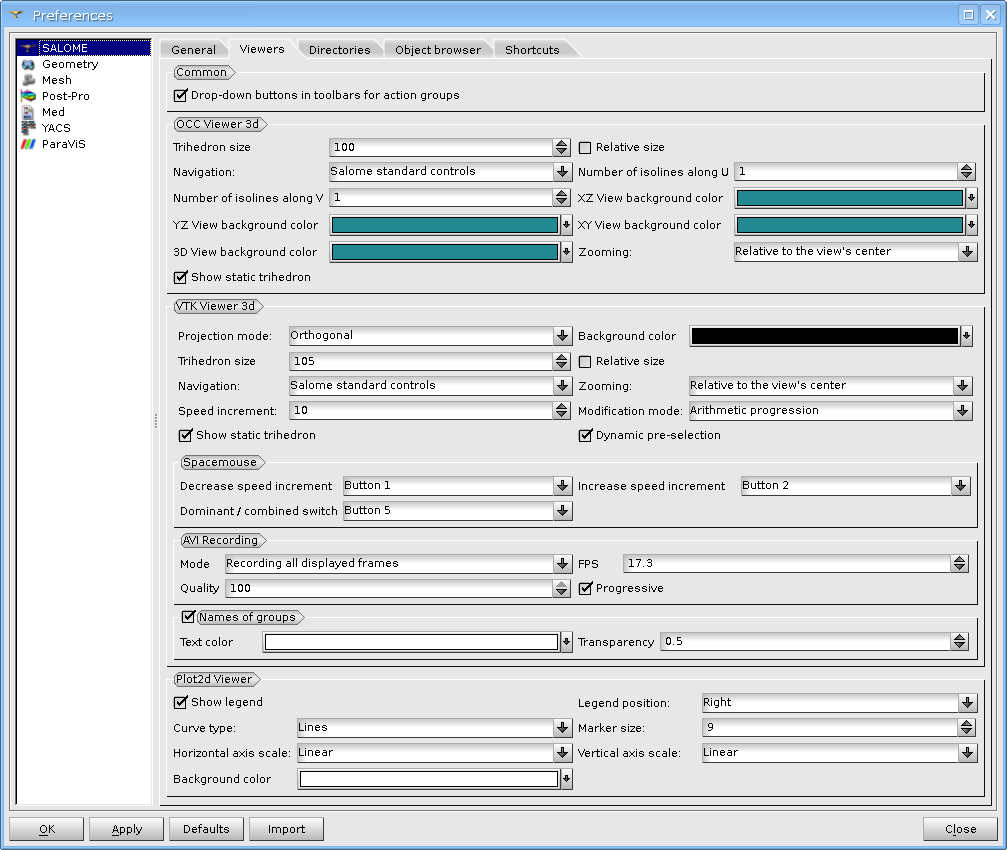 Preferences
SALOME
Geometry
Mesh
Post-Pro
Med
YACS
ParaViS
General Viewers Directories Object browser Shortcuts
Common
Drop-down buttons in toolbars for action groups
OCC Viewer 3d
Trihedron size 100 Relative size
Navigation: Salome standard controls Number of isolines along U 1
Number of isolines along V 1 XZ View background color
YZ View background color XY View background color
3D View background color Zooming: Relative to the view's center
Show static trihedron
VTK Viewer 3d
Projection mode: Orthogonal Background color
Trihedron size 105 Relative size
Navigation: Salome standard controls Zooming: Relative to the view's center
Speed increment: 10 Modification mode: Arithmetic progression
Show static trihedron Dynamic pre-selection
Spacemouse
Decrease speed increment Button 1 Increase speed increment Button 2
Dominant / combined switch Button 5
AVI Recording
Mode Recording all displayed frames FPS 17.3
Quality 100 Progressive
Names of groups
Text color Transparency 0.5
Plot2d Viewer
Show legend Legend position: Right
Curve type: Lines Marker size: 9
Horizontal axis scale: Linear Vertical axis scale: Linear
Background color
OK Apply Defaults Import Close